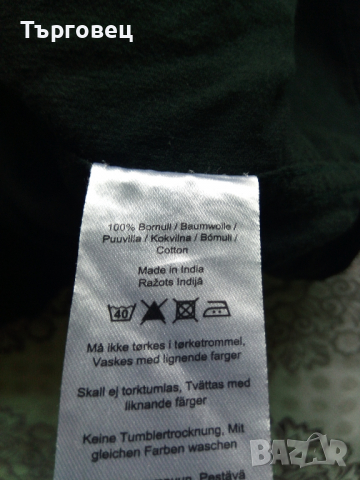 Търговец
100% Bomull / Baumwolle /
Puuvilla / Kokvilna / Bómull /
Cotton
Made in India
Ražots Indijā
40
Må ikke tørkes i tørketrommel,
Vaskes med lignende farger
Skall ej torktumlas, Tvättas med
liknande färger
Keine Tumblertrocknung, Mit
gleichen Farben waschen
Pestävä
BAZAR